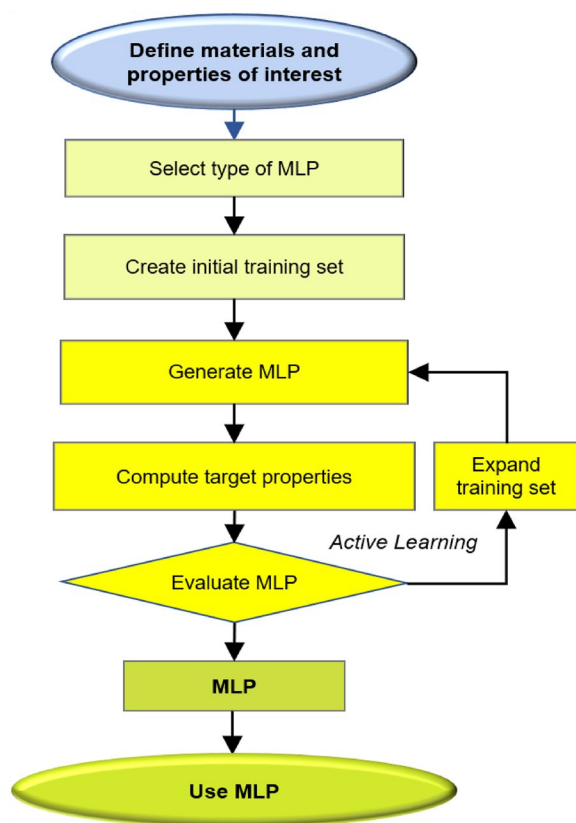 Define materials and
properties of interest
Select type of MLP
Create initial training set
Generate MLP
Compute target properties
Expand
training set
Active Learning
Evaluate MLP
MLP
Use MLP